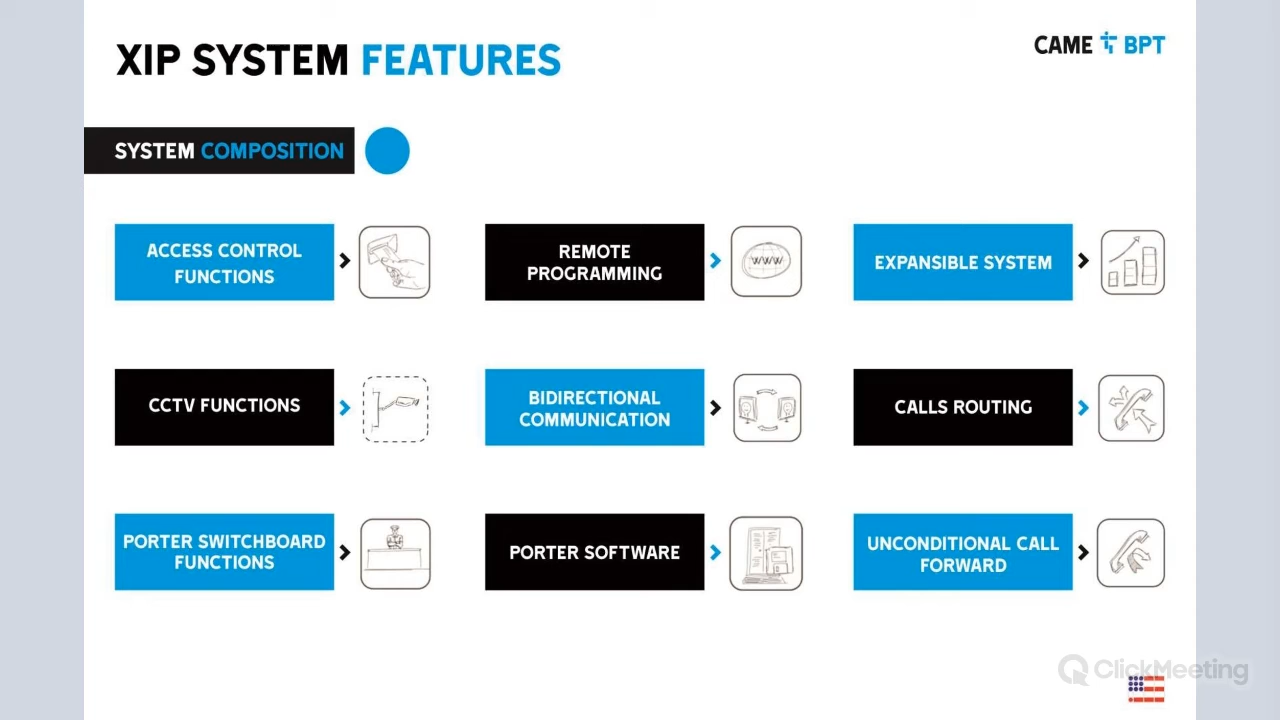 XIP SYSTEM FEATURES
CAME BPT
SYSTEM COMPOSITION
ACCESS CONTROL
FUNCTIONS
REMOTE
PROGRAMMING
WWW
EXPANSIBLE SYSTEM
CCTV FUNCTIONS
BIDIRECTIONAL
COMMUNICATION
CALLS ROUTING
PORTER SWITCHBOARD
FUNCTIONS
PORTER SOFTWARE
UNCONDITIONAL CALL
FORWARD
ClickMeeting